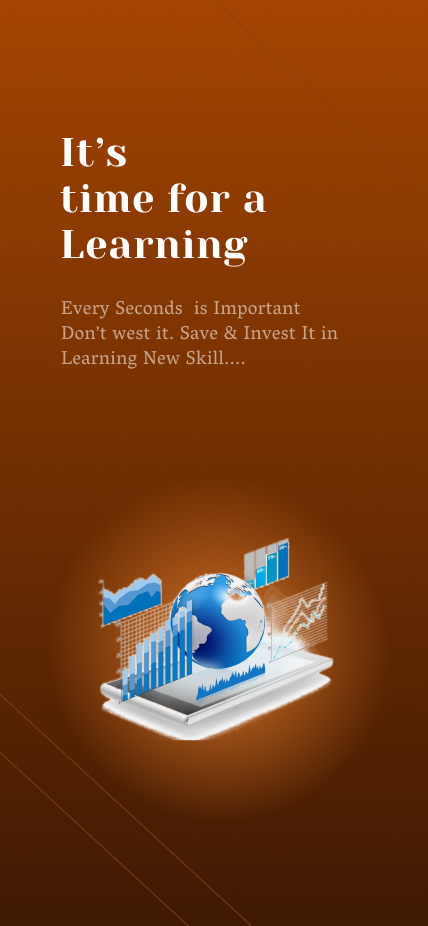 It’s
time for a
Learning
Every Seconds  is Important
Don’t west it. Save & Invest It in
Learning New Skill....